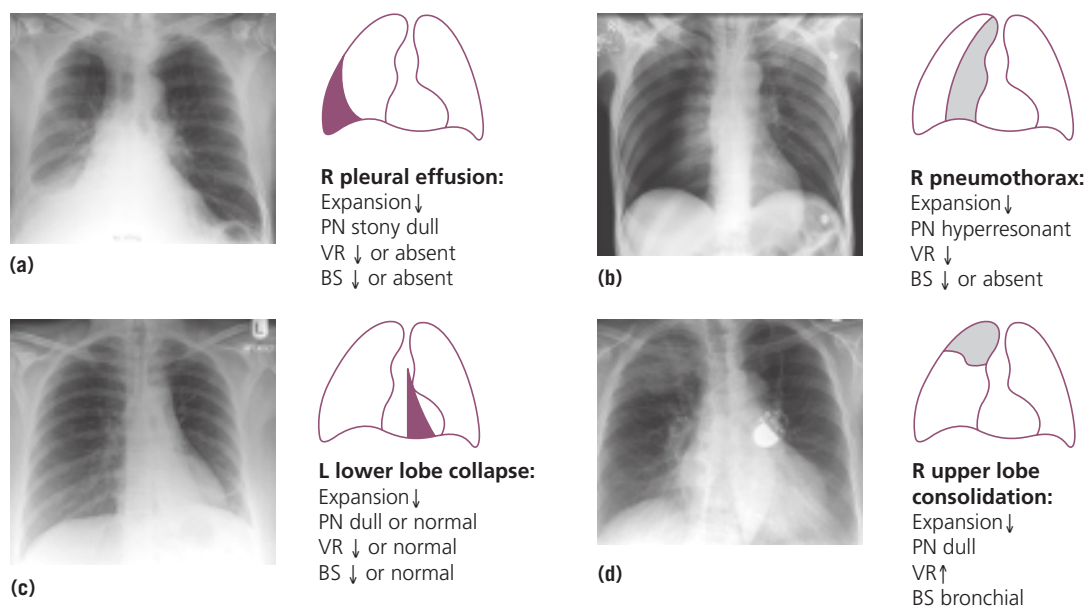 (a)
R pleural effusion:
Expansion↓
PN stony dull
VR ↓ or absent
BS ↓ or absent
(b)
R pneumothorax:
Expansion↓
PN hyperresonant
VR ↓
BS ↓ or absent
L
(c)
L lower lobe collapse:
Expansion↓
PN dull or normal
VR ↓ or normal
BS ↓ or normal
(d)
R upper lobe
consolidation:
Expansion↓
PN dull
VR↑
BS bronchial